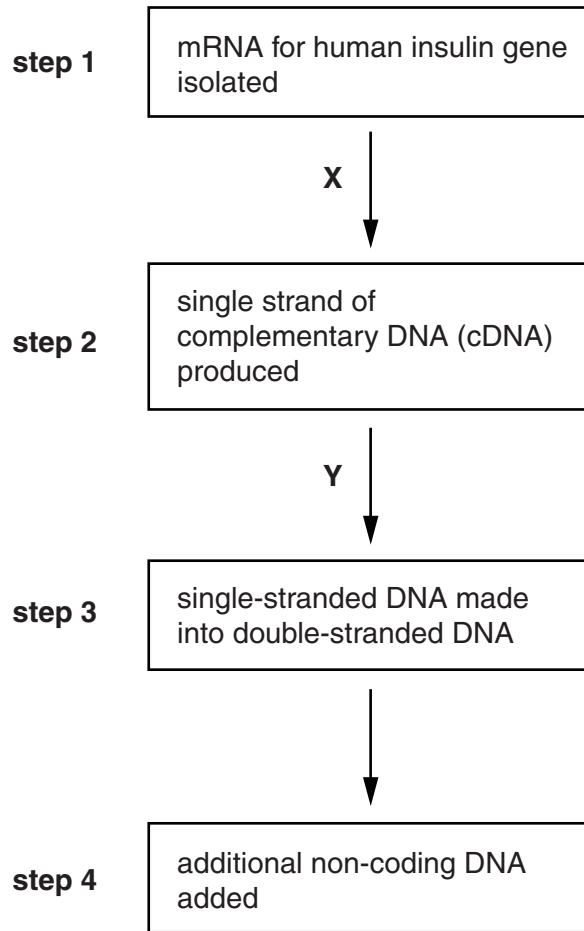 step 1
mRNA for human insulin gene
isolated
X
step 2
single strand of
complementary DNA (cDNA)
produced
Y
step 3
single-stranded DNA made
into double-stranded DNA
step 4
additional non-coding DNA
added